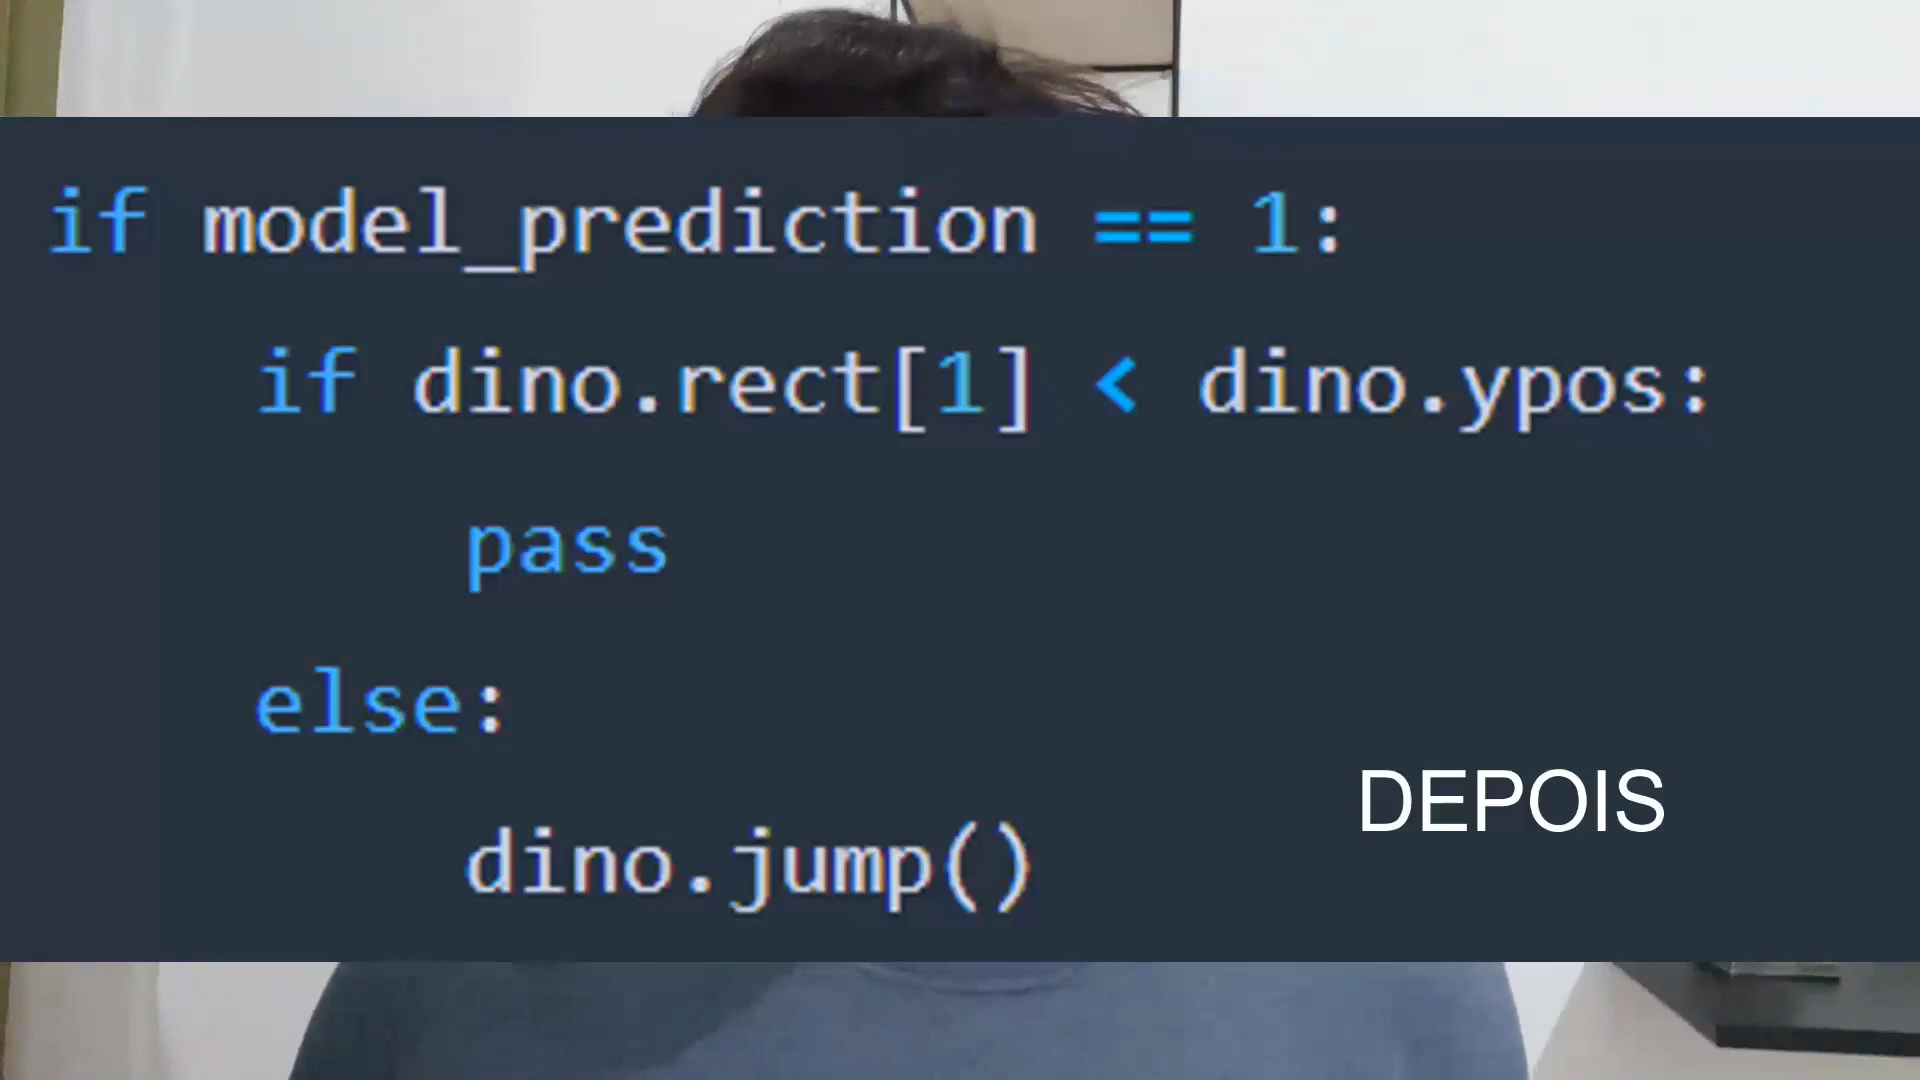 if model_prediction == 1:
if dino.rect[1] < dino.ypos:
pass
else:
dino.jump()
DEPOIS